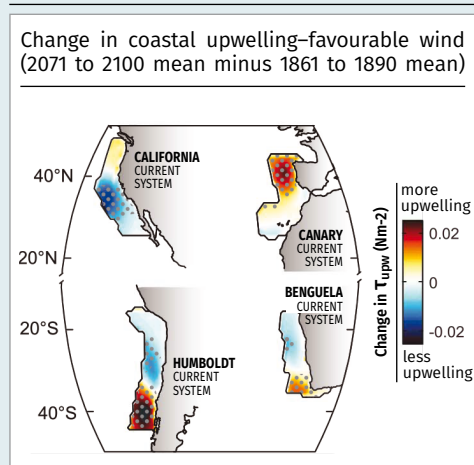 Change in coastal upwelling–favourable wind
(2071 to 2100 mean minus 1861 to 1890 mean)
CALIFORNIA
CURRENT
SYSTEM
40°N
20°N
CANARY
CURRENT
SYSTEM
BENGUELA
CURRENT
SYSTEM
20°S
HUMBOLDT
CURRENT
SYSTEM
40°S
more
upwelling
0.02
0
-0.02
less
upwelling
Change in τupw (Nm-2)